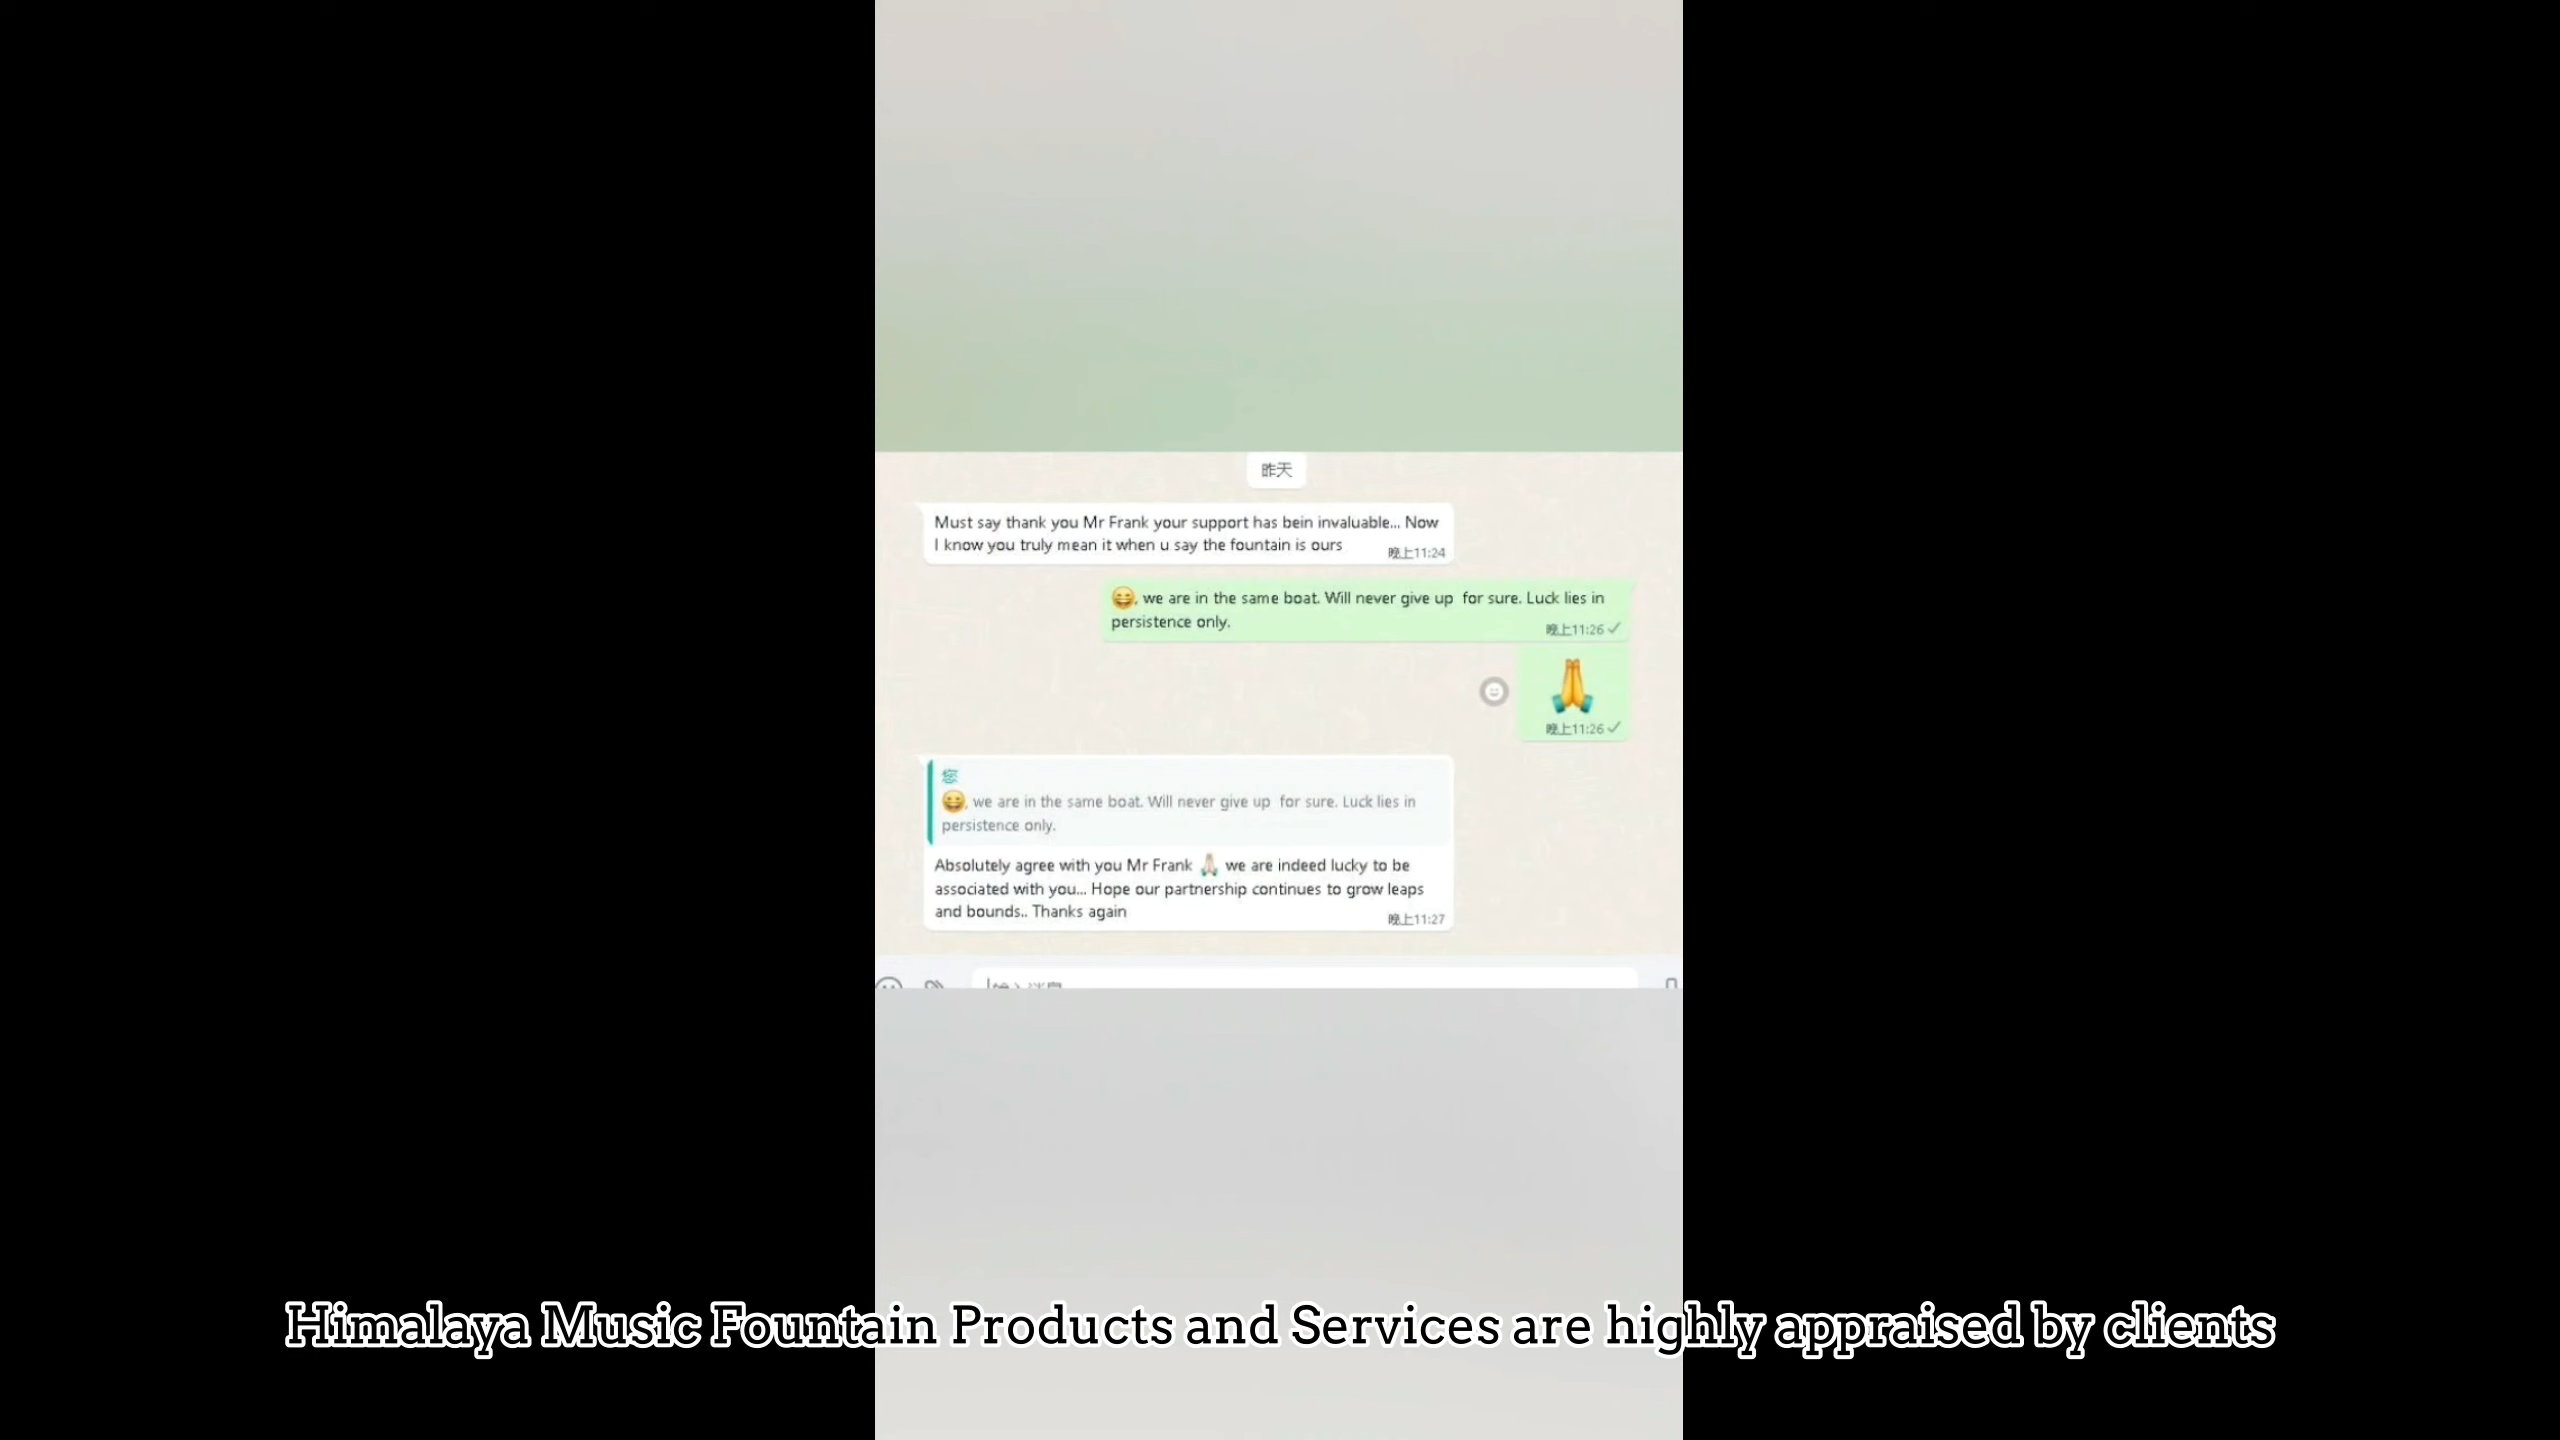 昨天
Must say thank you Mr Frank your support has bein invaluable... Now
I know you truly mean it when u say the fountain is ours
晚上11:24
😄, we are in the same boat. Will never give up  for sure. Luck lies in
persistence only.
晚上11:26
🙏
晚上11:26
您
😄, we are in the same boat. Will never give up  for sure. Luck lies in
persistence only.
Absolutely agree with you Mr Frank 🙏 we are indeed lucky to be
associated with you... Hope our partnership continues to grow leaps
and bounds.. Thanks again
晚上11:27
Himalaya Music Fountain Products and Services are highly appraised by clients